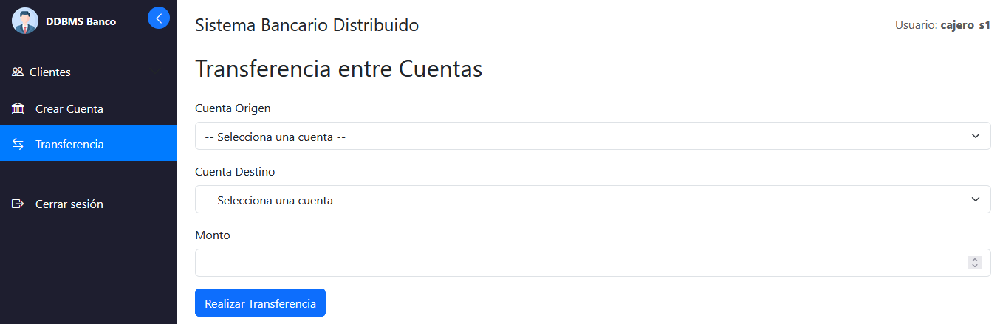 DDBMS Banco
Clientes
Crear Cuenta
Transferencia
Cerrar sesión
Sistema Bancario Distribuido
Usuario: cajero_s1
Transferencia entre Cuentas
Cuenta Origen
-- Selecciona una cuenta --
Cuenta Destino
-- Selecciona una cuenta --
Monto
Realizar Transferencia